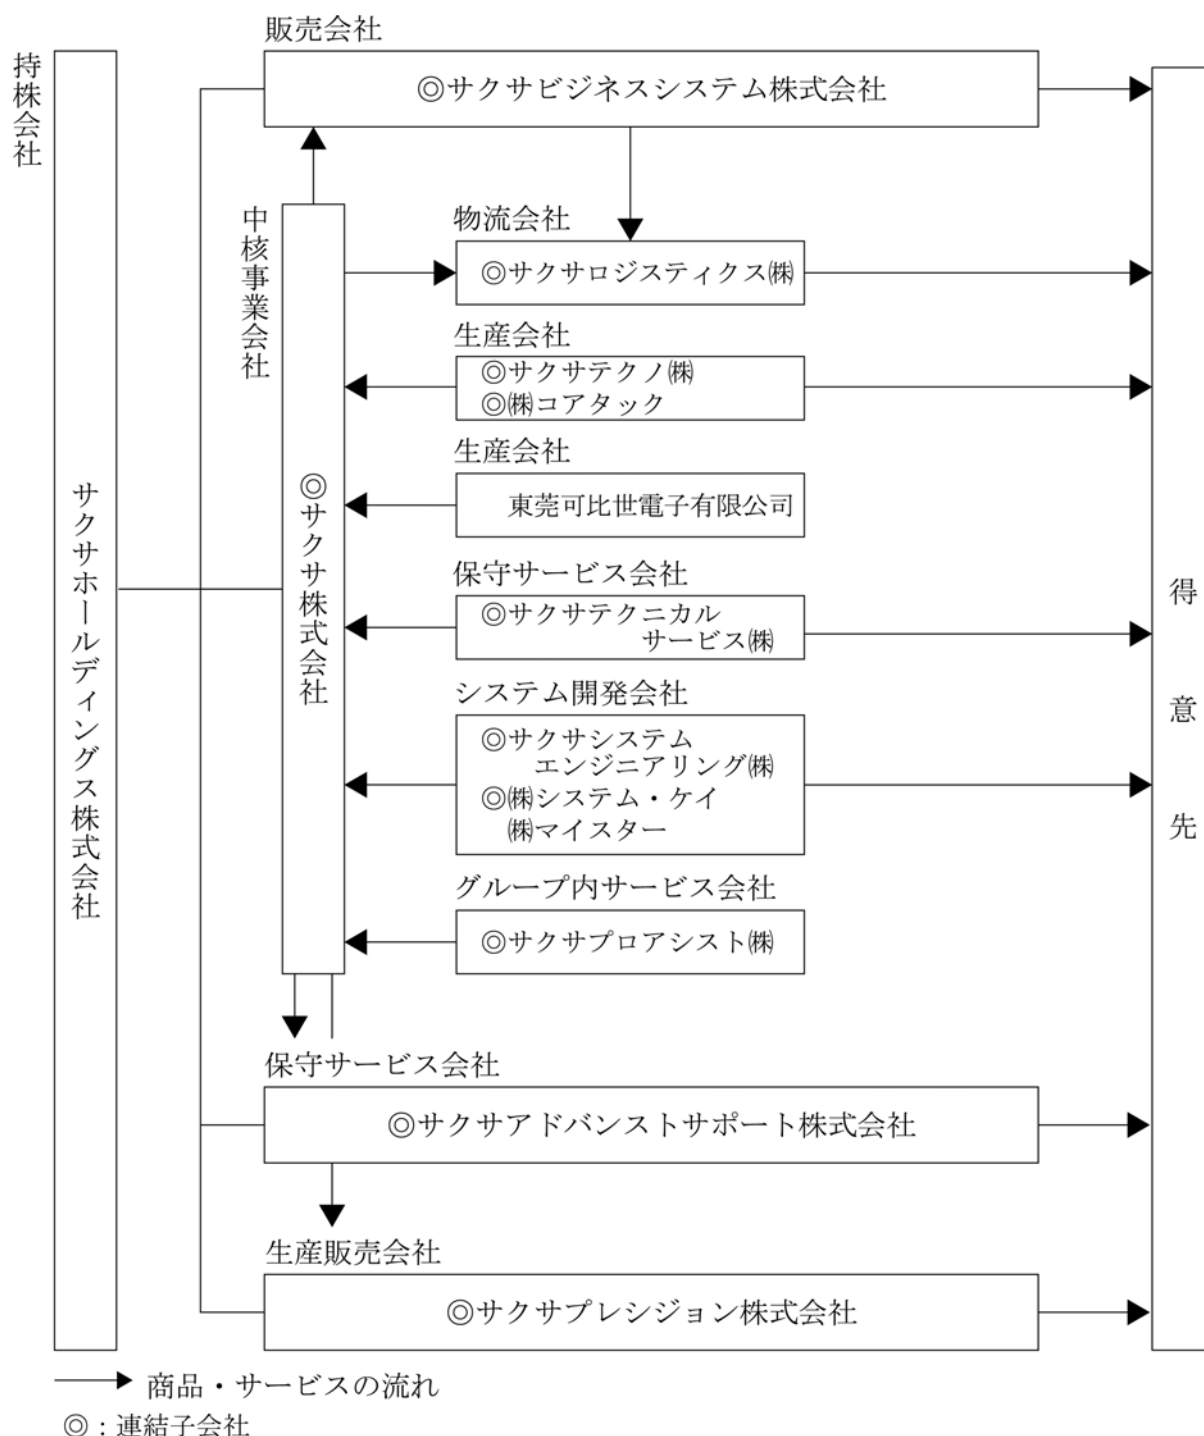 販売会社
持株会社
◎サクサビジネスシステム株式会社
中核事業会社
物流会社
◎サクサロジスティクス㈱
生産会社
◎サクサテクノ㈱
◎㈱コアタック
生産会社
東莞可比世電子有限公司
サクサホールディングス株式会社
◎サクサ株式会社
保守サービス会社
◎サクサテクニカル
サービス㈱
得意先
システム開発会社
◎サクサシステム
エンジニアリング㈱
◎㈱システム・ケイ
㈱マイスター
グループ内サービス会社
◎サクサプロアシスト㈱
保守サービス会社
◎サクサアドバンストサポート株式会社
生産販売会社
◎サクサプレシジョン株式会社
商品・サービスの流れ
◎：連結子会社